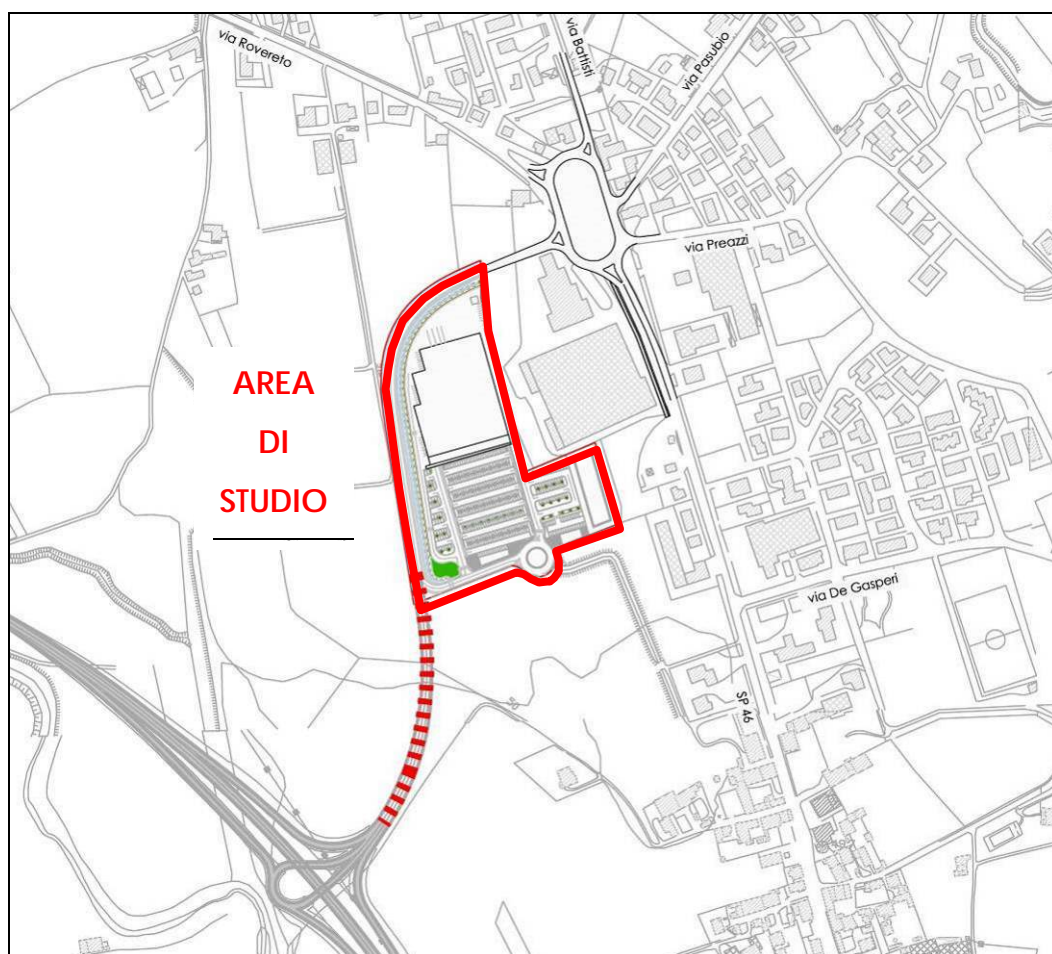 via Rovereto
via Battisti
via Pasubio
via Preazzi
AREA
DI
STUDIO
via De Gasperi
SP 46